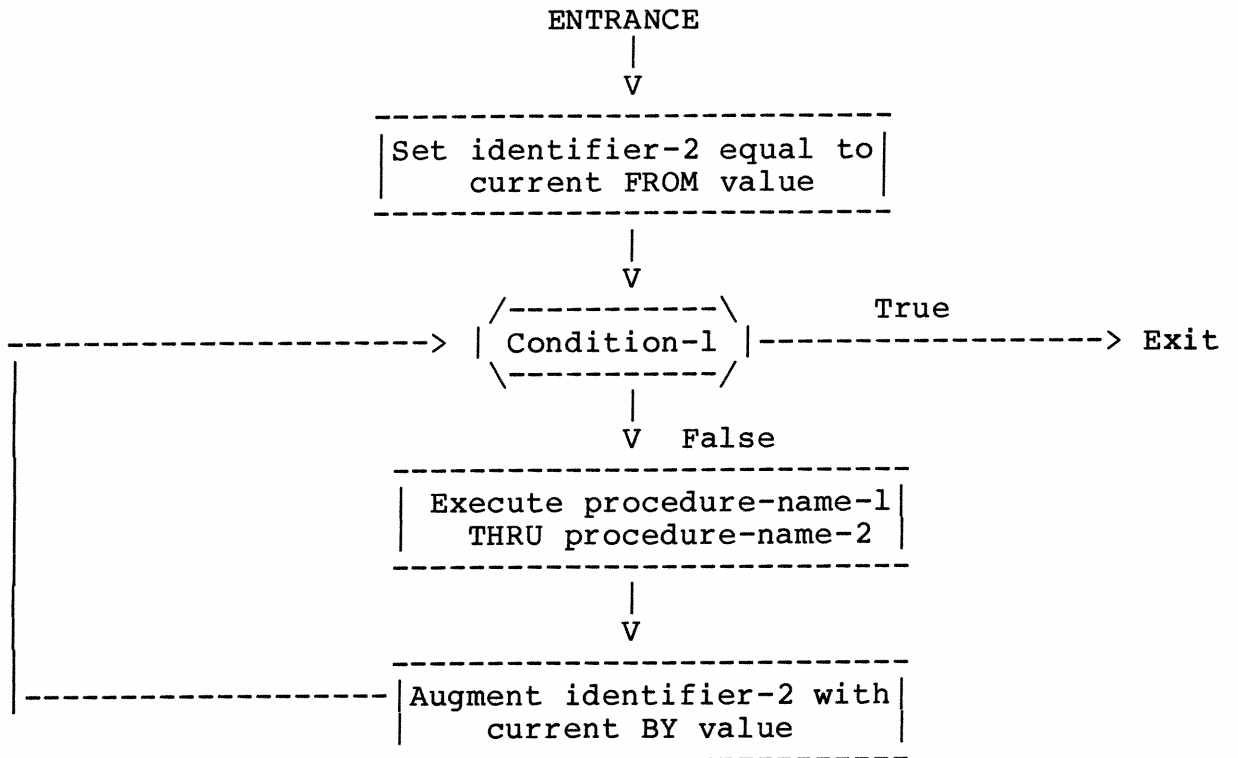 ENTRANCE
Set identifier-2 equal to
current FROM value
True
Condition-1
Exit
False
Execute procedure-name-1
THRU procedure-name-2
Augment identifier-2 with
current BY value